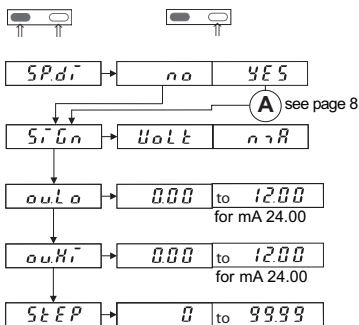 SP.di no YES
A see page 8
SiGn Volt mA
ou.Lo 0.00 to 12.00
for mA 24.00
ou.Hi 0.00 to 12.00
for mA 24.00
StEP 0 to 99.99